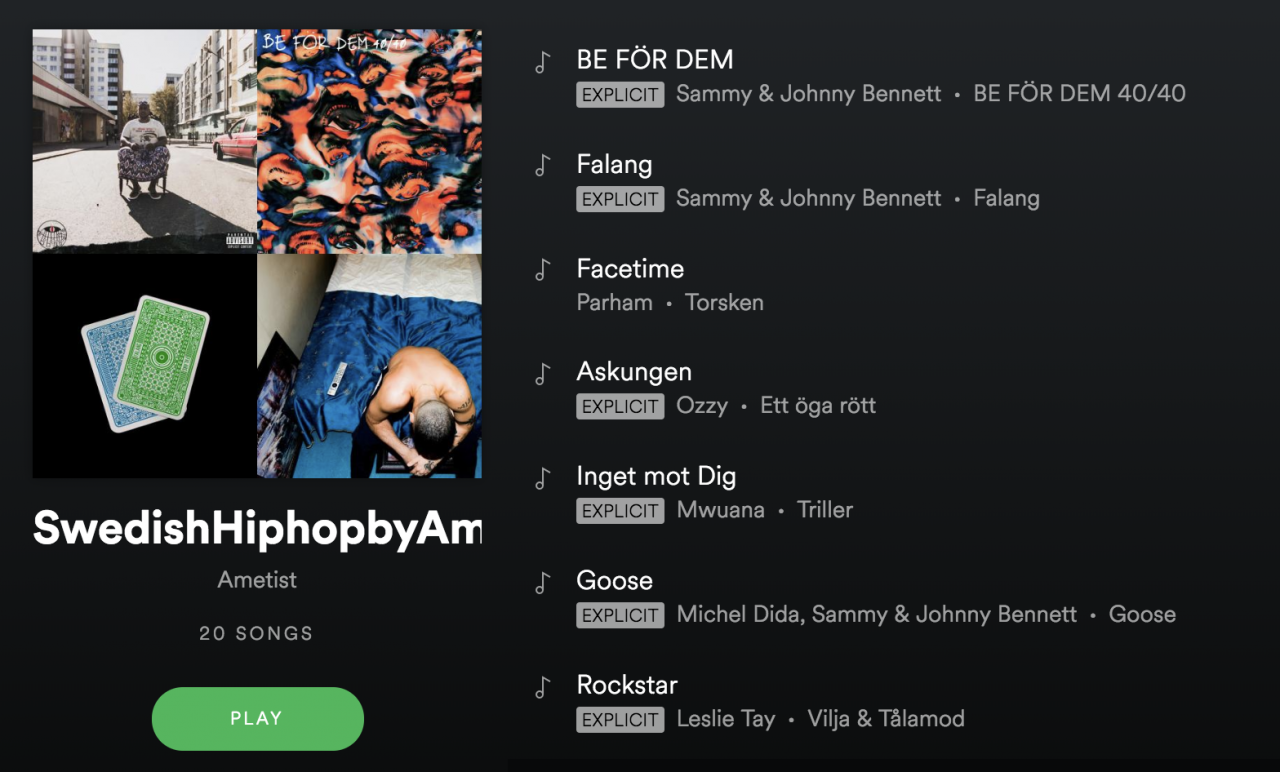 BE FÖR DEM 40/40
PARENTAL
ADVISORY
SwedishHiphopbyAm
Ametist
20 SONGS
PLAY
BE FÖR DEM
EXPLICIT Sammy & Johnny Bennett • BE FÖR DEM 40/40
Falang
EXPLICIT Sammy & Johnny Bennett • Falang
Facetime
Parham • Torsken
Askungen
EXPLICIT Ozzy • Ett öga rött
Inget mot Dig
EXPLICIT Mwuana • Triller
Goose
EXPLICIT Michel Dida, Sammy & Johnny Bennett • Goose
Rockstar
EXPLICIT Leslie Tay • Vilja & Tålamod